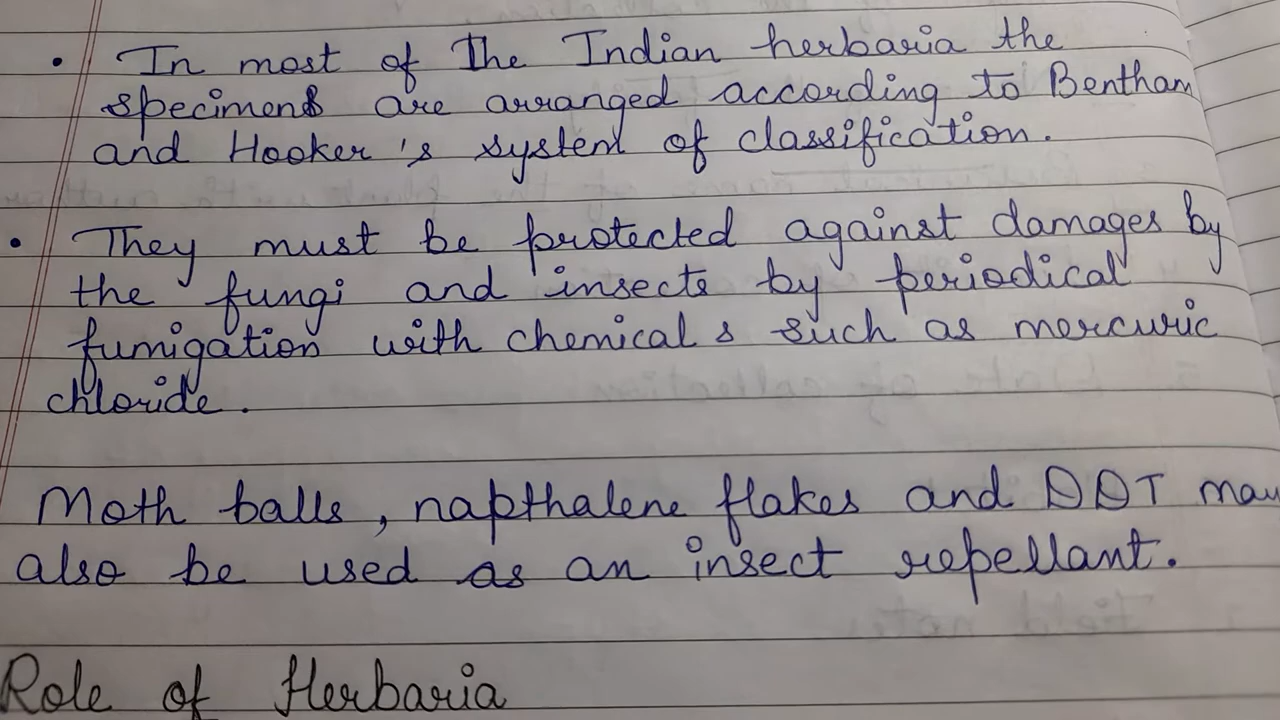 • In most of The Indian herbaria the
specimens are arranged according to Bentham
and Hooker's system of classification.
• They must be protected against damages by
the fungi and insects by periodical
fumigation with chemicals such as mercuric
chloride.
Moth balls, napthalene flakes and DDT may
also be used as an insect repellant.
Role of Herbaria